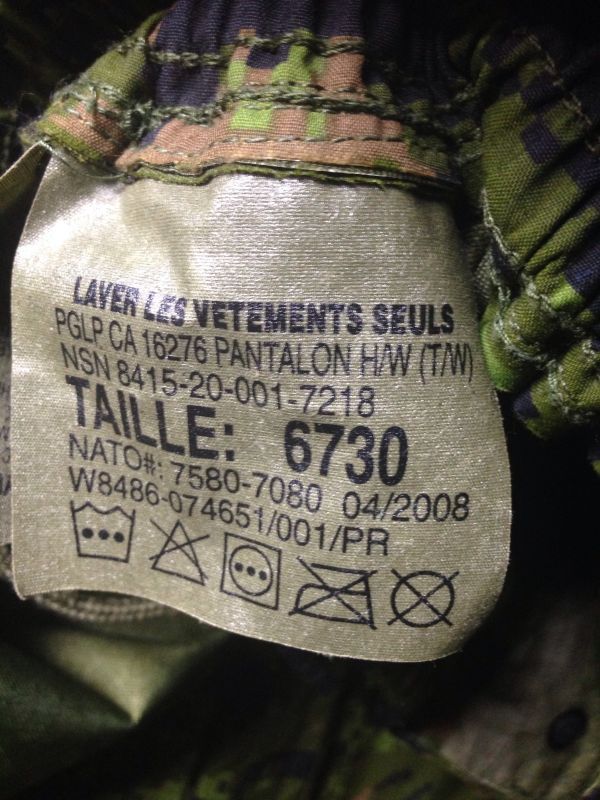 LAVER LES VETEMENTS SEULS
PGLP CA 16276 PANTALON H/W (T/W)
NSN 8415-20-001-7218
TAILLE: 6730
NATO#: 7580-7080 04/2008
W8486-074651/001/PR